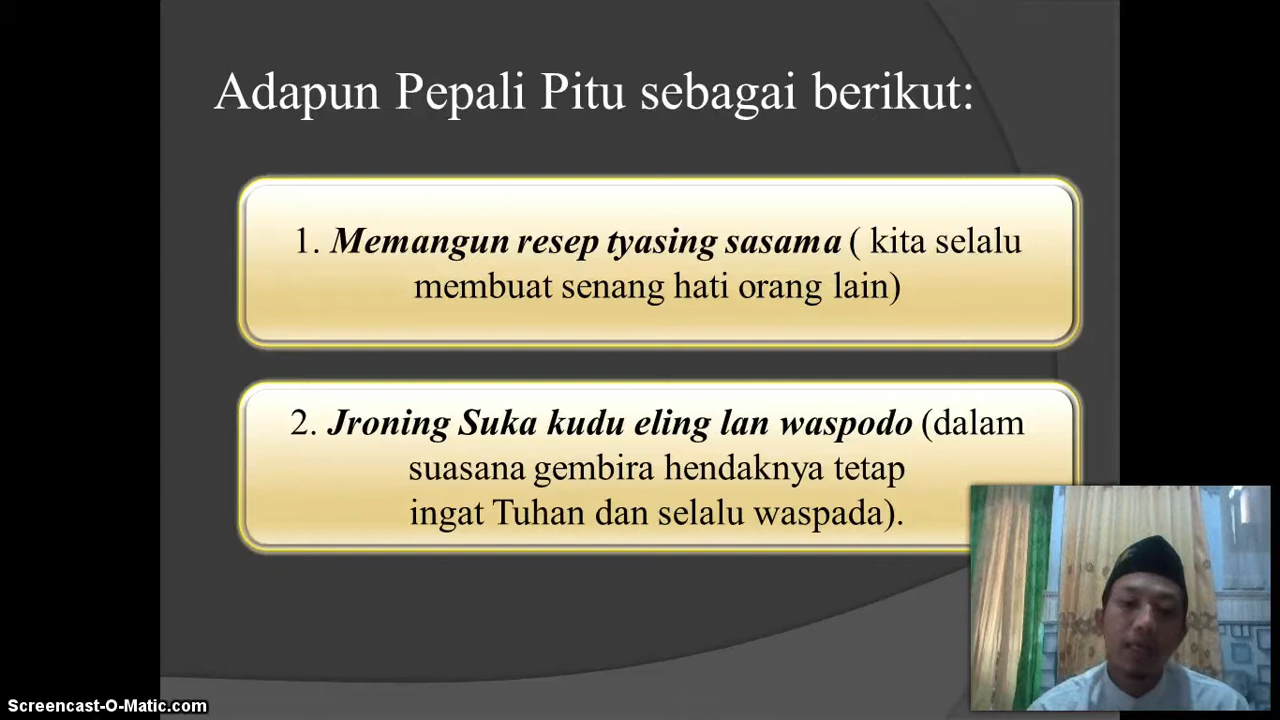 Adapun Pepali Pitu sebagai berikut:
1. Memangun resep tyasing sasama ( kita selalu
membuat senang hati orang lain)
2. Jroning Suka kudu eling lan waspodo (dalam
suasana gembira hendaknya tetap
ingat Tuhan dan selalu waspada).
Screencast-O-Matic.com